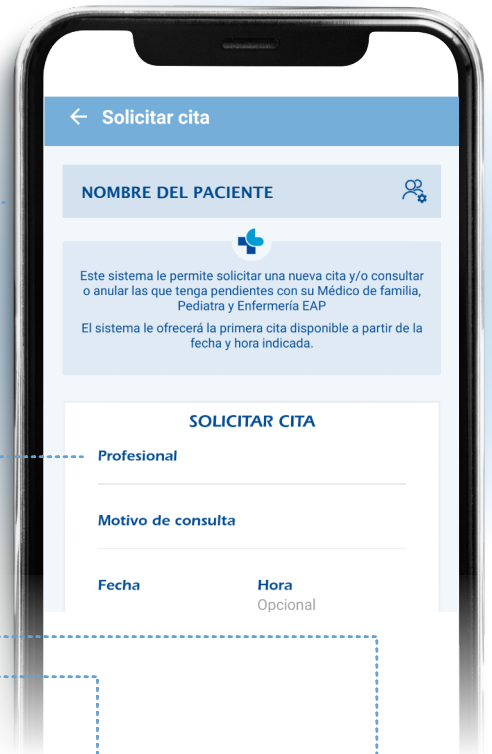 Solicitar cita
NOMBRE DEL PACIENTE
Este sistema le permite solicitar una nueva cita y/o consultar
o anular las que tenga pendientes con su Médico de familia,
Pediatra y Enfermería EAP
El sistema le ofrecerá la primera cita disponible a partir de la
fecha y hora indicada.
SOLICITAR CITA
Profesional
Motivo de consulta
Fecha Hora
Opcional